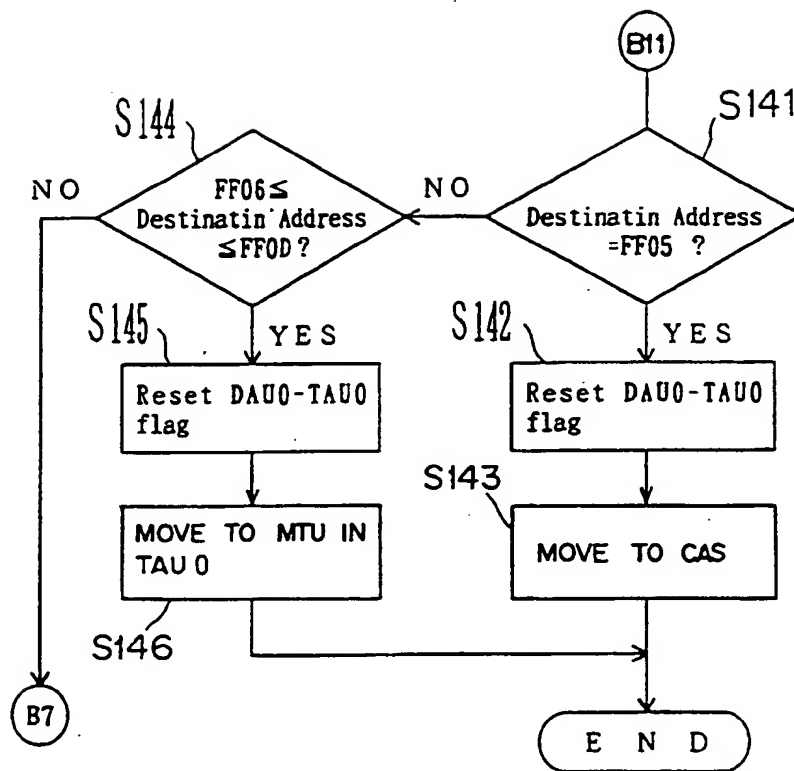 B11
S141
Destinatin Address
=FF05 ?
NO
YES
S144
FF06≦
Destinatin Address
≦FF0D?
NO
YES
S142
Reset DAU0-TAU0
flag
S143
MOVE TO CAS
S145
Reset DAU0-TAU0
flag
MOVE TO MTU IN
TAU 0
S146
B7
END